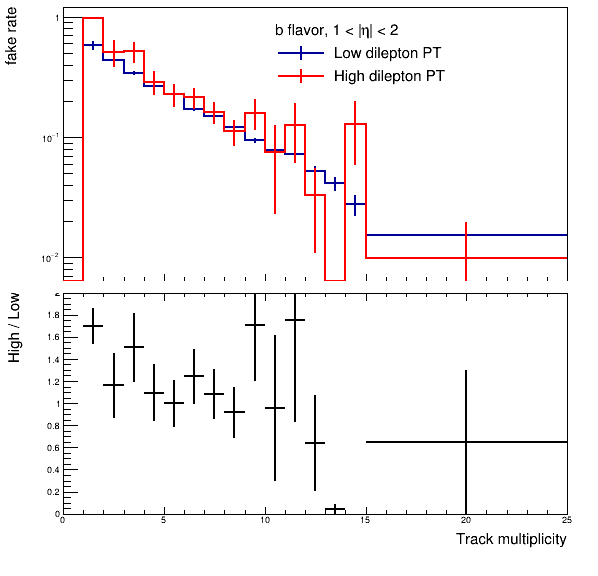 fake rate
1
10⁻¹
10⁻²
b flavor, 1 < |η| < 2
Low dilepton PT
High dilepton PT
High / Low
2
1.8
1.6
1.4
1.2
1
0.8
0.6
0.4
0.2
0
0 5 10 15 20 25
Track multiplicity